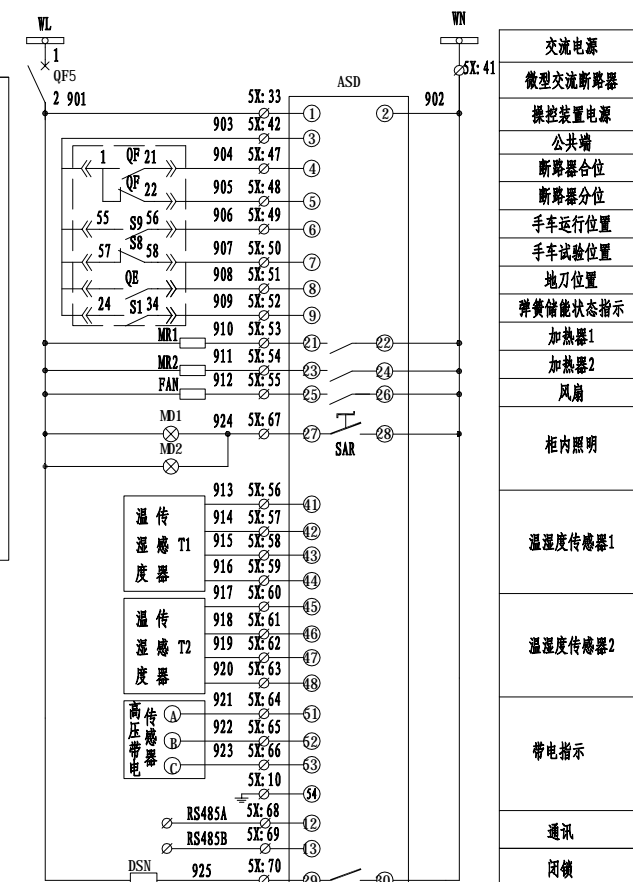 WL
WN
1
QF5
2 901
5X:41
ASD
902
5X:33 ① ②
903 5X:42 ③
1 QF 21 904 5X:47 ④
QF 22 905 5X:48 ⑤
55 S9 56 906 5X:49 ⑥
57 S8 58 907 5X:50 ⑦
QE 908 5X:51 ⑧
24 S1 34 909 5X:52 ⑨
MR1 910 5X:53 21 22
MR2 911 5X:54 23 24
FAN 912 5X:55 25 26
MD1 924 5X:67 27 SAR 28
MD2
913 5X:56 41
914 5X:57 42
915 5X:58 43
916 5X:59 44
温 传
湿 感 T1
度 器
917 5X:60 45
918 5X:61 46
919 5X:62 47
920 5X:63 48
温 传
湿 感 T2
度 器
高压带电
传感器
A 921 5X:64 51
B 922 5X:65 52
C 923 5X:66 53
5X:10 54
RS485A 5X:68 12
RS485B 5X:69 13
DSN 925 5X:70 29 30
交流电源
微型交流断路器
操控装置电源
公共端
断路器合位
断路器分位
手车运行位置
手车试验位置
地刀位置
弹簧储能状态指示
加热器1
加热器2
风扇
柜内照明
温湿度传感器1
温湿度传感器2
带电指示
通讯
闭锁